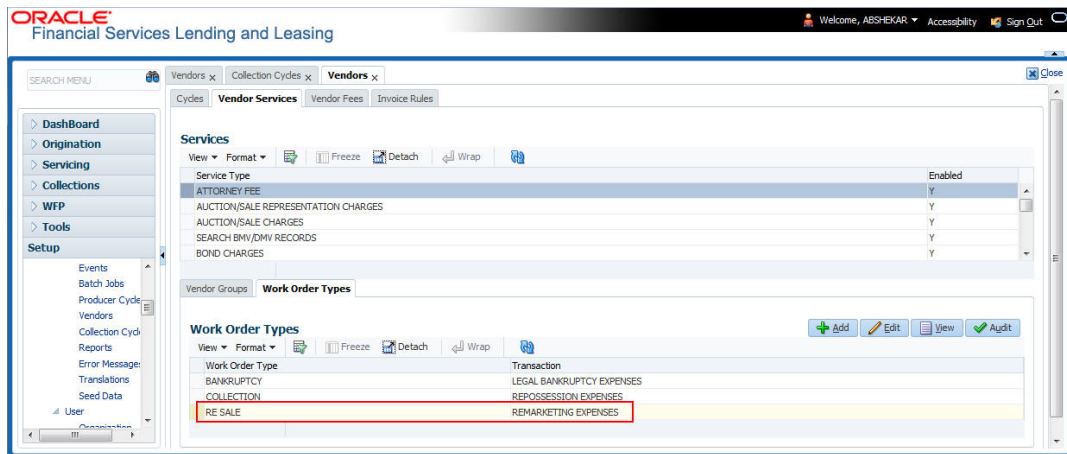 ORACLE
Financial Services Lending and Leasing
Welcome, ABSHEKAR Accessibility Sign Out
SEARCH MENU
Vendors x Collection Cycles x Vendors x Close
Cycles Vendor Services Vendor Fees Invoice Rules
DashBoard
Origination
Servicing
Collections
WFP
Tools
Setup
Events
Batch Jobs
Producer Cycle
Vendors
Collection Cycl
Reports
Error Message
Translations
Seed Data
User
Services
View Format Freeze Detach Wrap
Service Type Enabled
ATTORNEY FEE Y
AUCTION/SALE REPRESENTATION CHARGES Y
AUCTION/SALE CHARGES Y
SEARCH BMV/DMV RECORDS Y
BOND CHARGES Y
Vendor Groups Work Order Types
Work Order Types Add Edit View Audit
View Format Freeze Detach Wrap
Work Order Type Transaction
BANKRUPTCY LEGAL BANKRUPTCY EXPENSES
COLLECTION REPOSSESSION EXPENSES
RE SALE REMARKETING EXPENSES